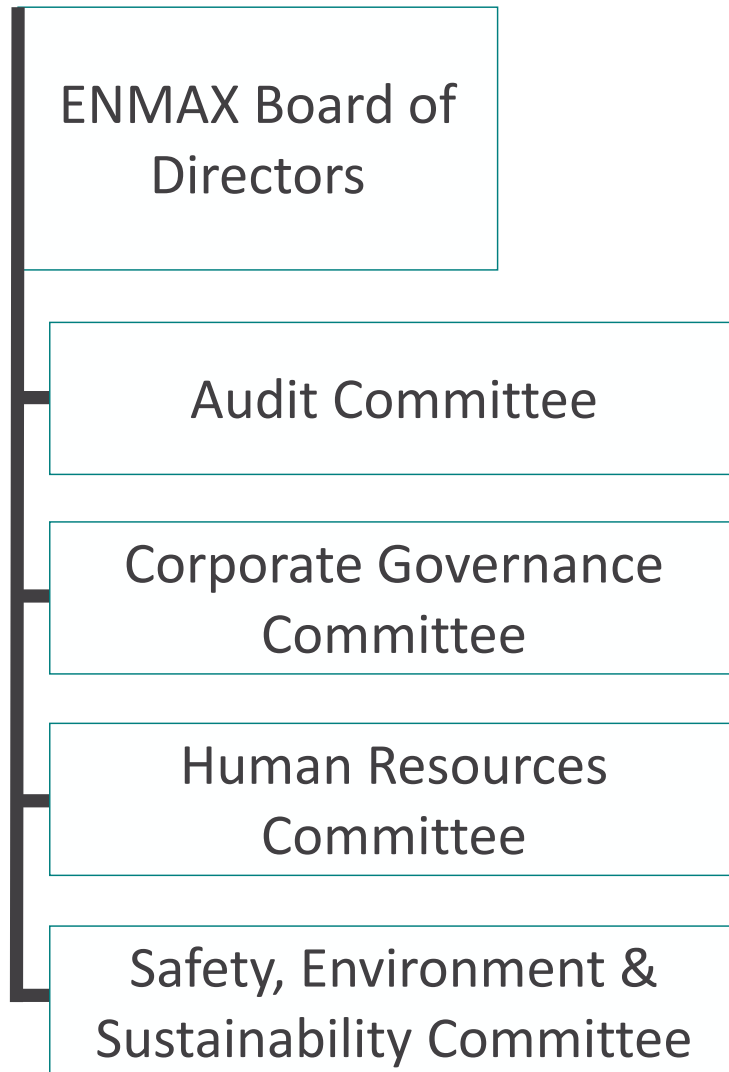 ENMAX Board of
Directors
Audit Committee
Corporate Governance
Committee
Human Resources
Committee
Safety, Environment &
Sustainability Committee